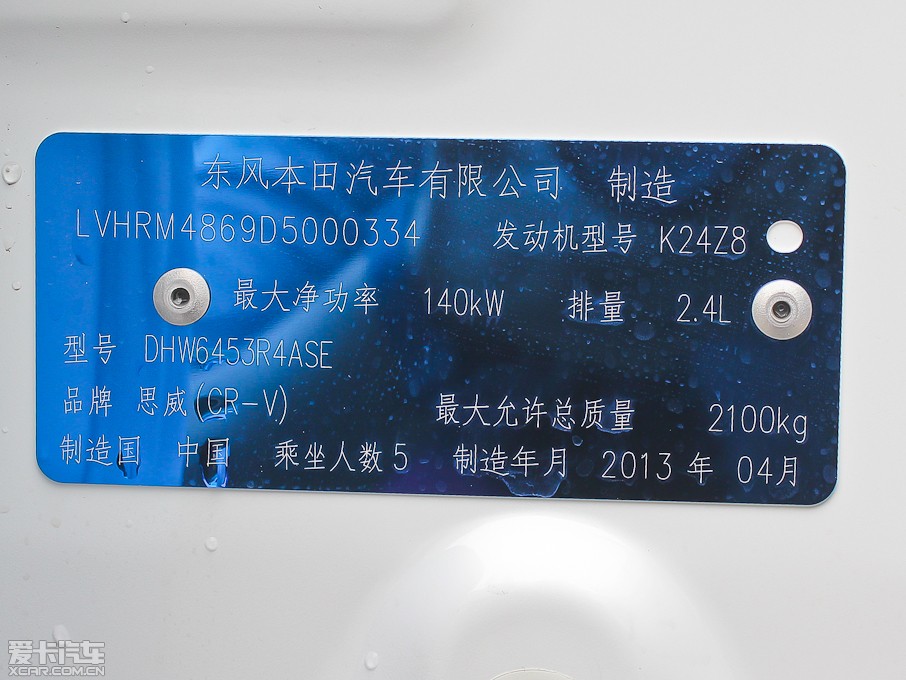 东风本田汽车有限公司 制造
LVHRM4869D5000334 发动机型号 K24Z8
最大净功率 140kW 排量 2.4L
型号 DHW6453R4ASE
品牌 思威(CR-V) 最大允许总质量 2100kg
制造国 中国 乘坐人数 5 制造年月 2013 年 04月
爱卡汽车
XCAR.COM.CN